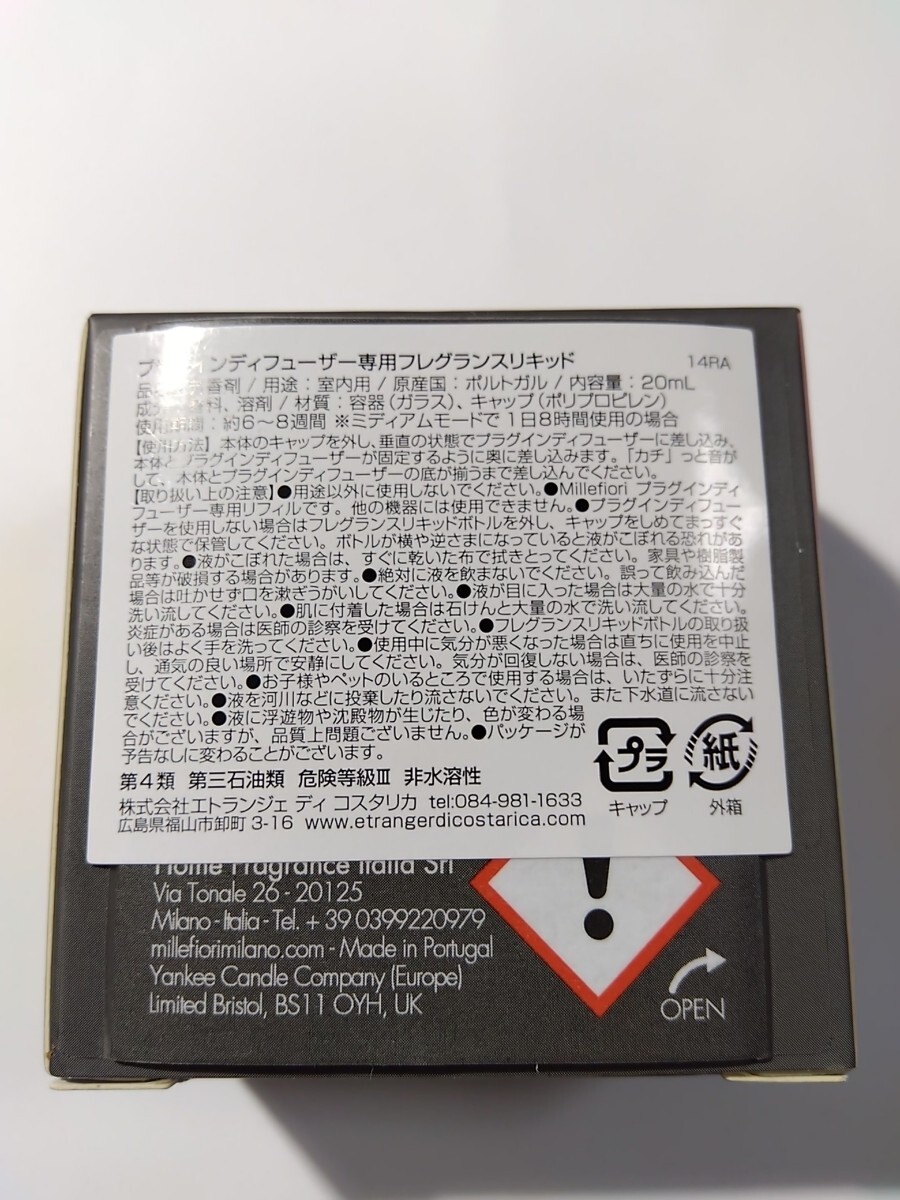 プラグインディフューザー専用フレグランスリキッド 14RA
品名：芳香剤 / 用途：室内用 / 原産国：ポルトガル / 内容量：20mL
成分：香料、溶剤 / 材質：容器(ガラス)、キャップ(ポリプロピレン)
使用時間：約6～8週間 ※ミディアムモードで1日8時間使用の場合
【使用方法】本体のキャップを外し、垂直の状態でプラグインディフューザーに差し込み、
本体とプラグインディフューザーが固定するように奥に差し込みます。「カチ」っと音が
して、本体とプラグインディフューザーの底が揃うまで差し込んでください。
【取り扱い上の注意】●用途以外に使用しないでください。●Millefiori プラグインディ
フューザー専用リフィルです。他の機器には使用できません。●プラグインディフュー
ザーを使用しない場合はフレグランスリキッドボトルを外し、キャップをしめてまっすぐ
な状態で保管してください。ボトルが横や逆さまになっていると液がこぼれる恐れがあ
ります。●液がこぼれた場合は、すぐに乾いた布で拭きとってください。家具や樹脂製
品等が破損する場合があります。●絶対に液を飲まないでください。誤って飲み込んだ
場合は吐かせず口を漱ぎうがいしてください。●液が目に入った場合は大量の水で十分
洗い流してください。●肌に付着した場合は石けんと大量の水で洗い流してください。
炎症がある場合は医師の診察を受けてください。●フレグランスリキッドボトルの取り扱
い後はよく手を洗ってください。●使用中に気分が悪くなった場合は直ちに使用を中止
し、通気の良い場所で安静にしてください。気分が回復しない場合は、医師の診察を
受けてください。●お子様やペットのいるところで使用する場合は、いたずらに十分注
意ください。●液を河川などに投棄したり流さないでください。また下水道に流さない
でください。●液に浮遊物や沈殿物が生じたり、色が変わる場
合がございますが、品質上問題ございません。●パッケージが
予告なしに変わることがございます。
プラ 紙
キャップ 外箱
第4類 第三石油類 危険等級Ⅲ 非水溶性
株式会社エトランジェ ディ コスタリカ tel:084-981-1633
広島県福山市卸町 3-16 www.etrangerdicostarica.com
Home Fragrance Italia Srl
Via Tonale 26 - 20125
Milano - Italia - Tel. + 39 0399220979
millefiorimilano.com - Made in Portugal
Yankee Candle Company (Europe)
Limited Bristol, BS11 OYH, UK
OPEN